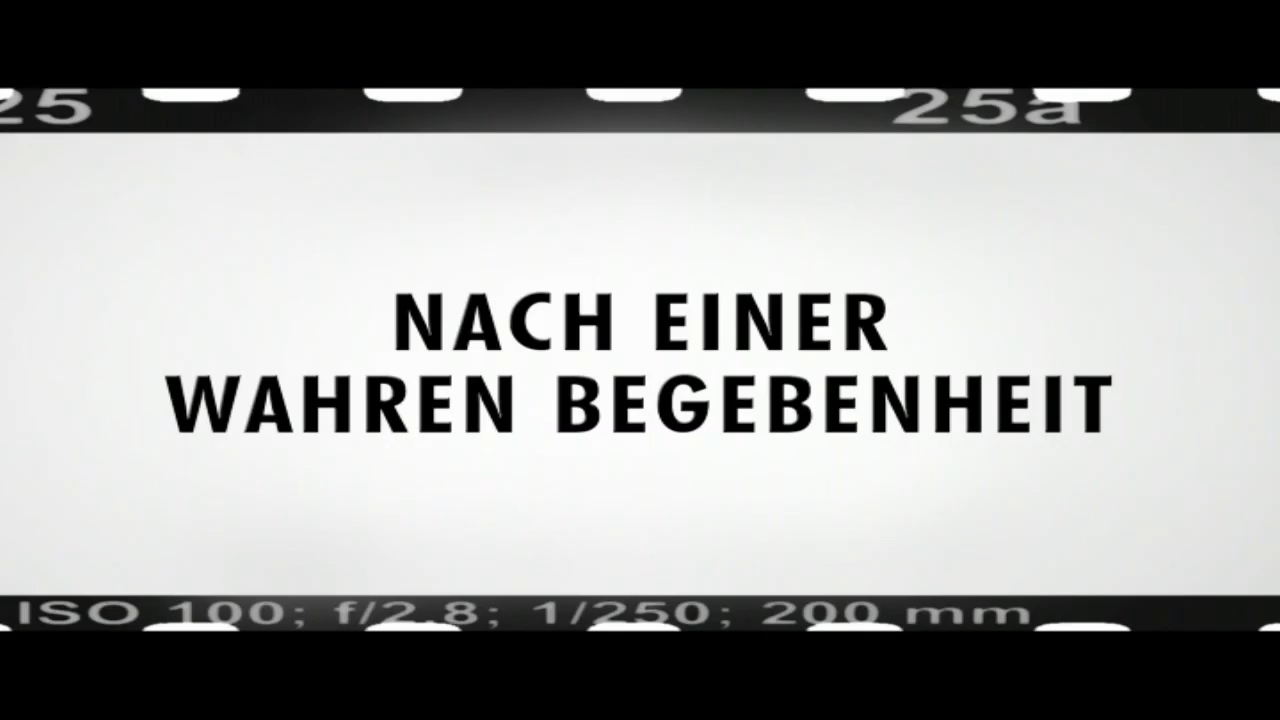 25 25a
NACH EINER
WAHREN BEGEBENHEIT
ISO 100; f/2.8; 1/250; 200 mm